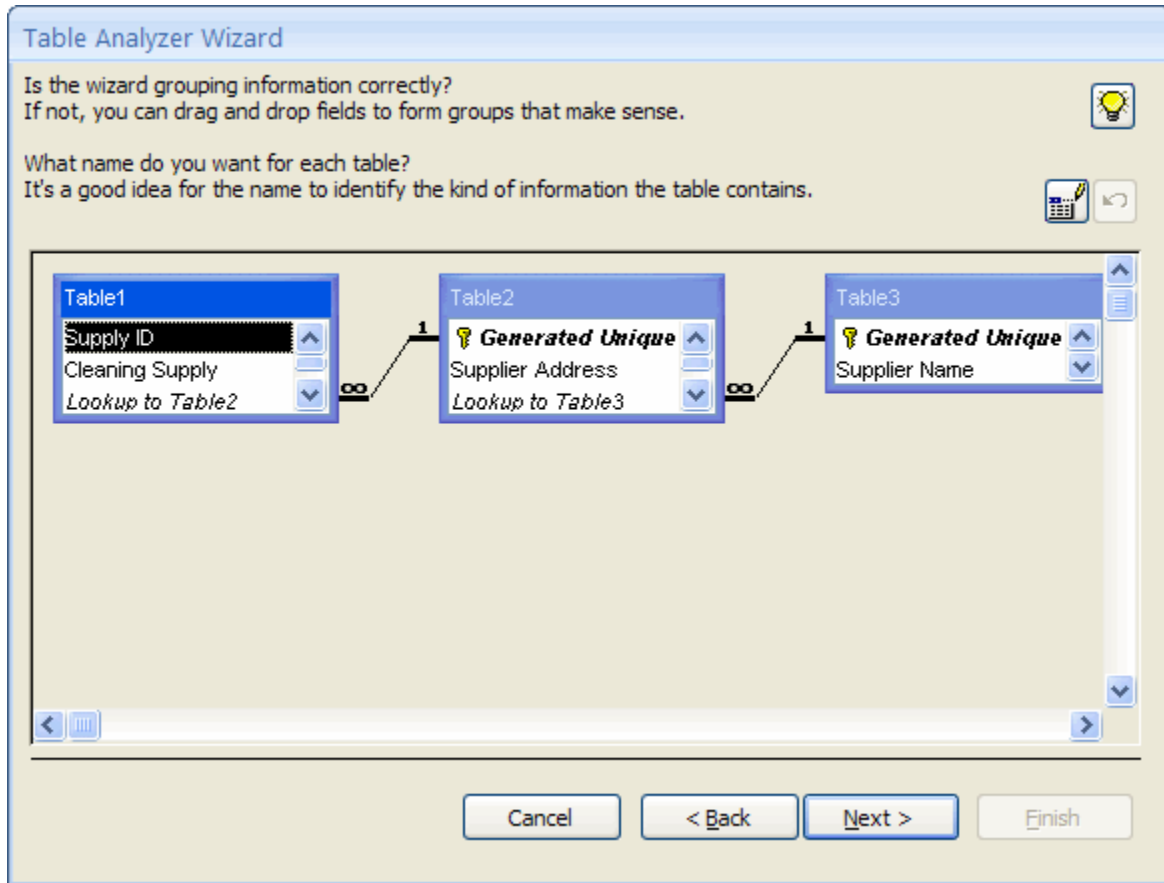 Table Analyzer Wizard
Is the wizard grouping information correctly?
If not, you can drag and drop fields to form groups that make sense.
What name do you want for each table?
It's a good idea for the name to identify the kind of information the table contains.
Table1
Supply ID
Cleaning Supply
Lookup to Table2
1
∞
Table2
Generated Unique
Supplier Address
Lookup to Table3
1
∞
Table3
Generated Unique
Supplier Name
Cancel
< Back
Next >
Finish